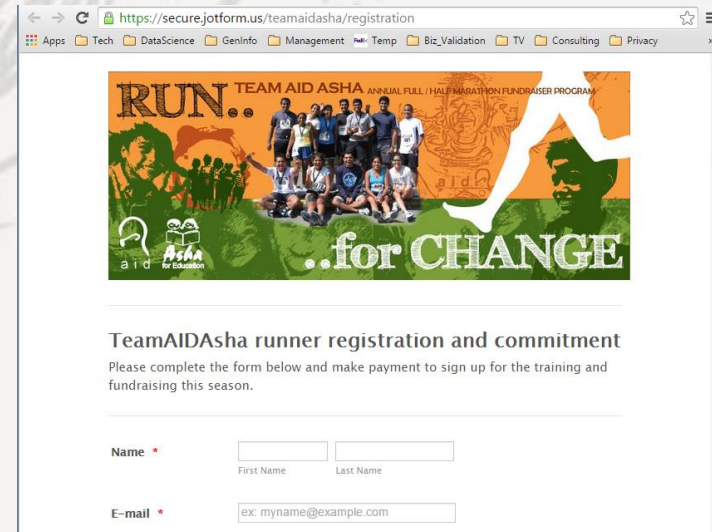 https://secure.jotform.us/teamaidasha/registration
Apps Tech DataScience GenInfo Management FedEx Temp Biz_Validation TV Consulting Privacy »
RUN.. TEAM AID ASHA ANNUAL FULL / HALF MARATHON FUNDRAISER PROGRAM
aid
aid Asha for Education
..for CHANGE
TeamAIDAsha runner registration and commitment
Please complete the form below and make payment to sign up for the training and
fundraising this season.
Name *
First Name Last Name
E-mail * ex: myname@example.com